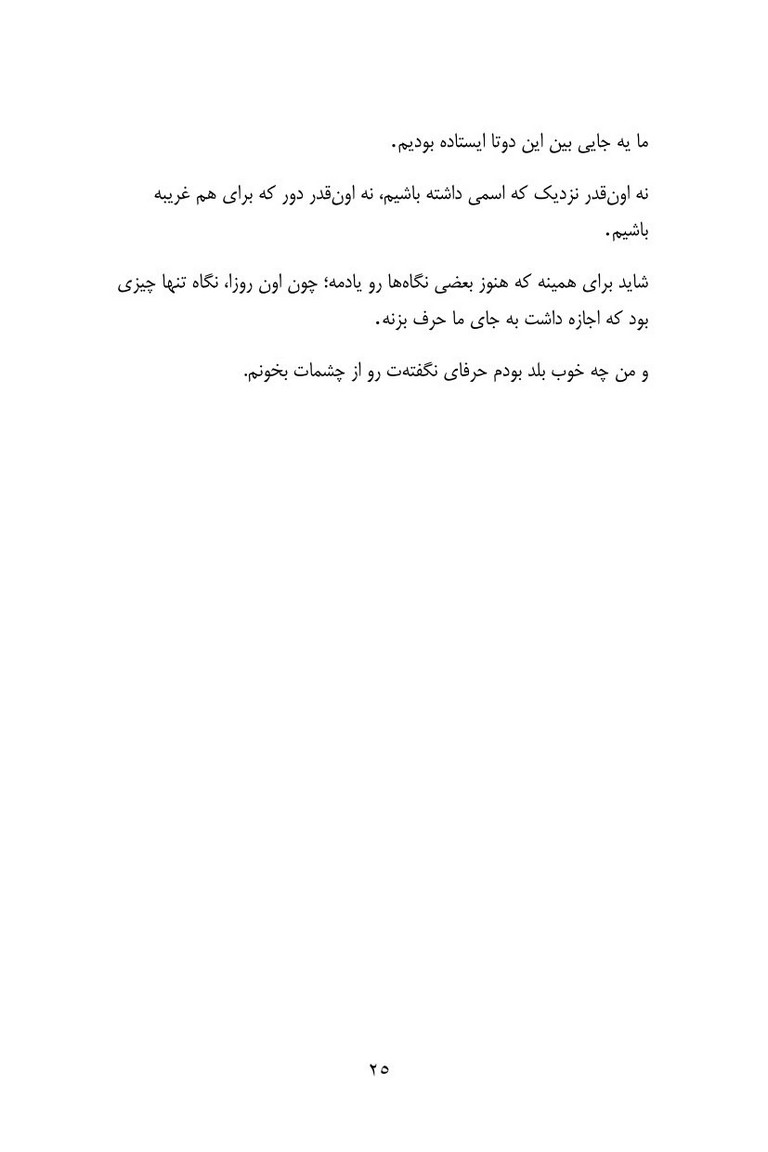 ما یه جایی بین این دوتا ایستاده بودیم.
نه اون‌قدر نزدیک که اسمی داشته باشیم، نه اون‌قدر دور که برای هم غریبه
باشیم.
شاید برای همینه که هنوز بعضی نگاه‌ها رو یادمه؛ چون اون روزا، نگاه تنها چیزی
بود که اجازه داشت به جای ما حرف بزنه.
و من چه خوب بلد بودم حرفای نگفته‌ت رو از چشمات بخونم.
۲۵